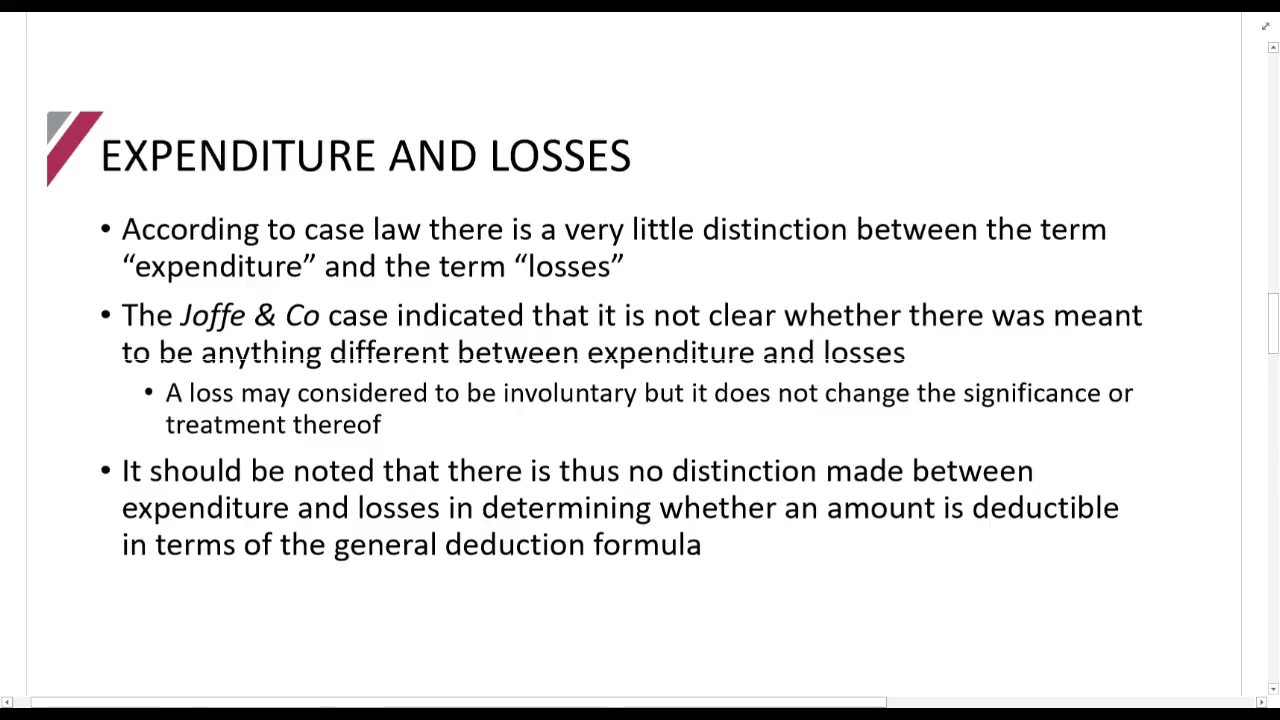 EXPENDITURE AND LOSSES
• According to case law there is a very little distinction between the term
“expenditure” and the term “losses”
• The Joffe & Co case indicated that it is not clear whether there was meant
to be anything different between expenditure and losses
• A loss may considered to be involuntary but it does not change the significance or
treatment thereof
• It should be noted that there is thus no distinction made between
expenditure and losses in determining whether an amount is deductible
in terms of the general deduction formula